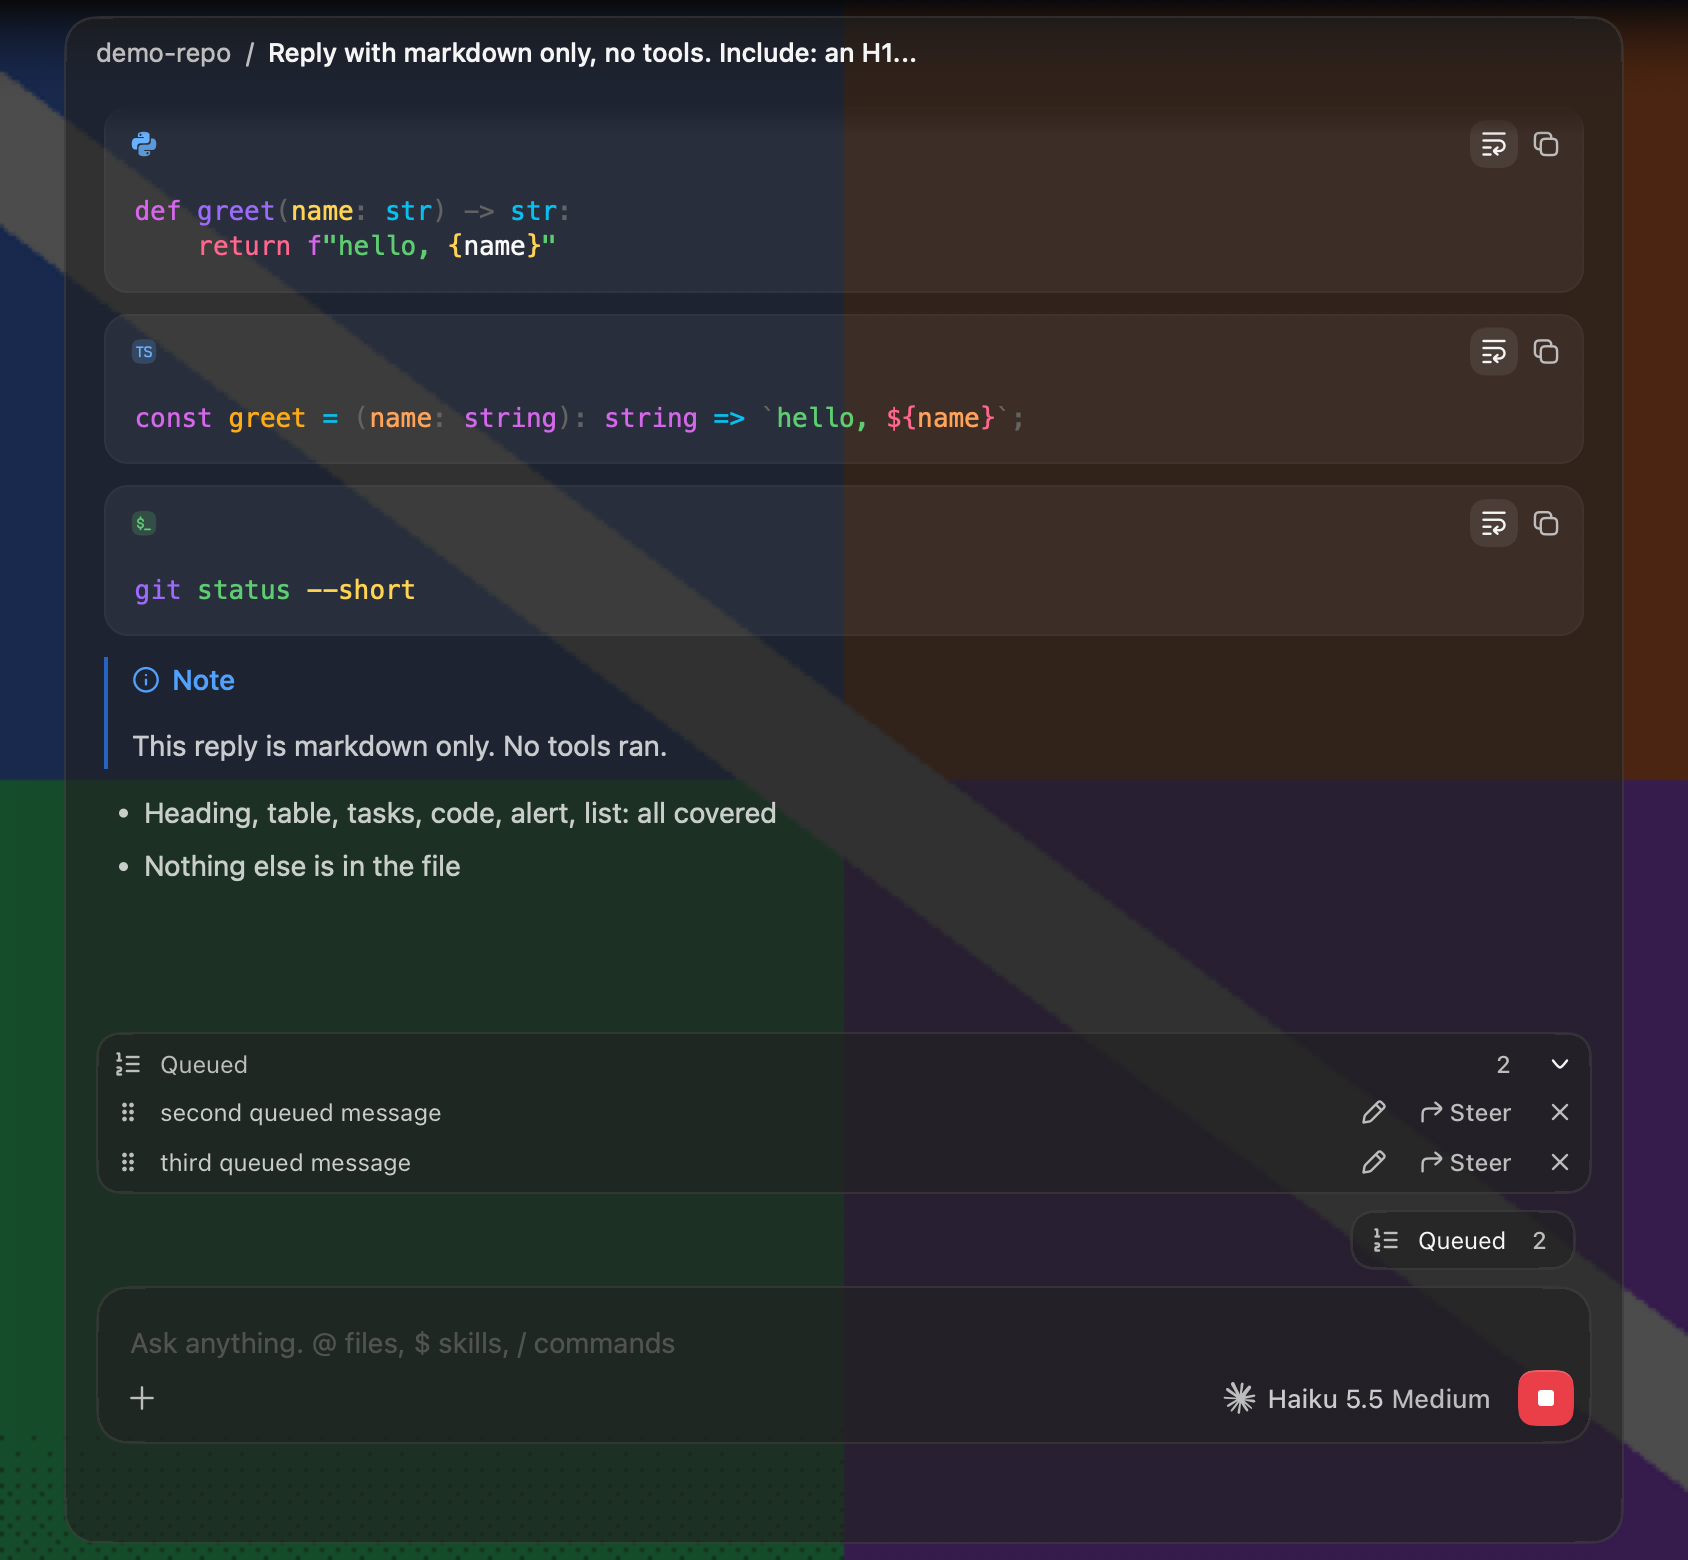 demo-repo / Reply with markdown only, no tools. Include: an H1...
def greet(name: str) -> str:
    return f"hello, {name}"
TS
const greet = (name: string): string => `hello, ${name}`;
$_
git status --short
Note
This reply is markdown only. No tools ran.
• Heading, table, tasks, code, alert, list: all covered
• Nothing else is in the file
Queued 2
second queued message Steer
third queued message Steer
Queued 2
Ask anything. @ files, $ skills, / commands
Haiku 5.5 Medium